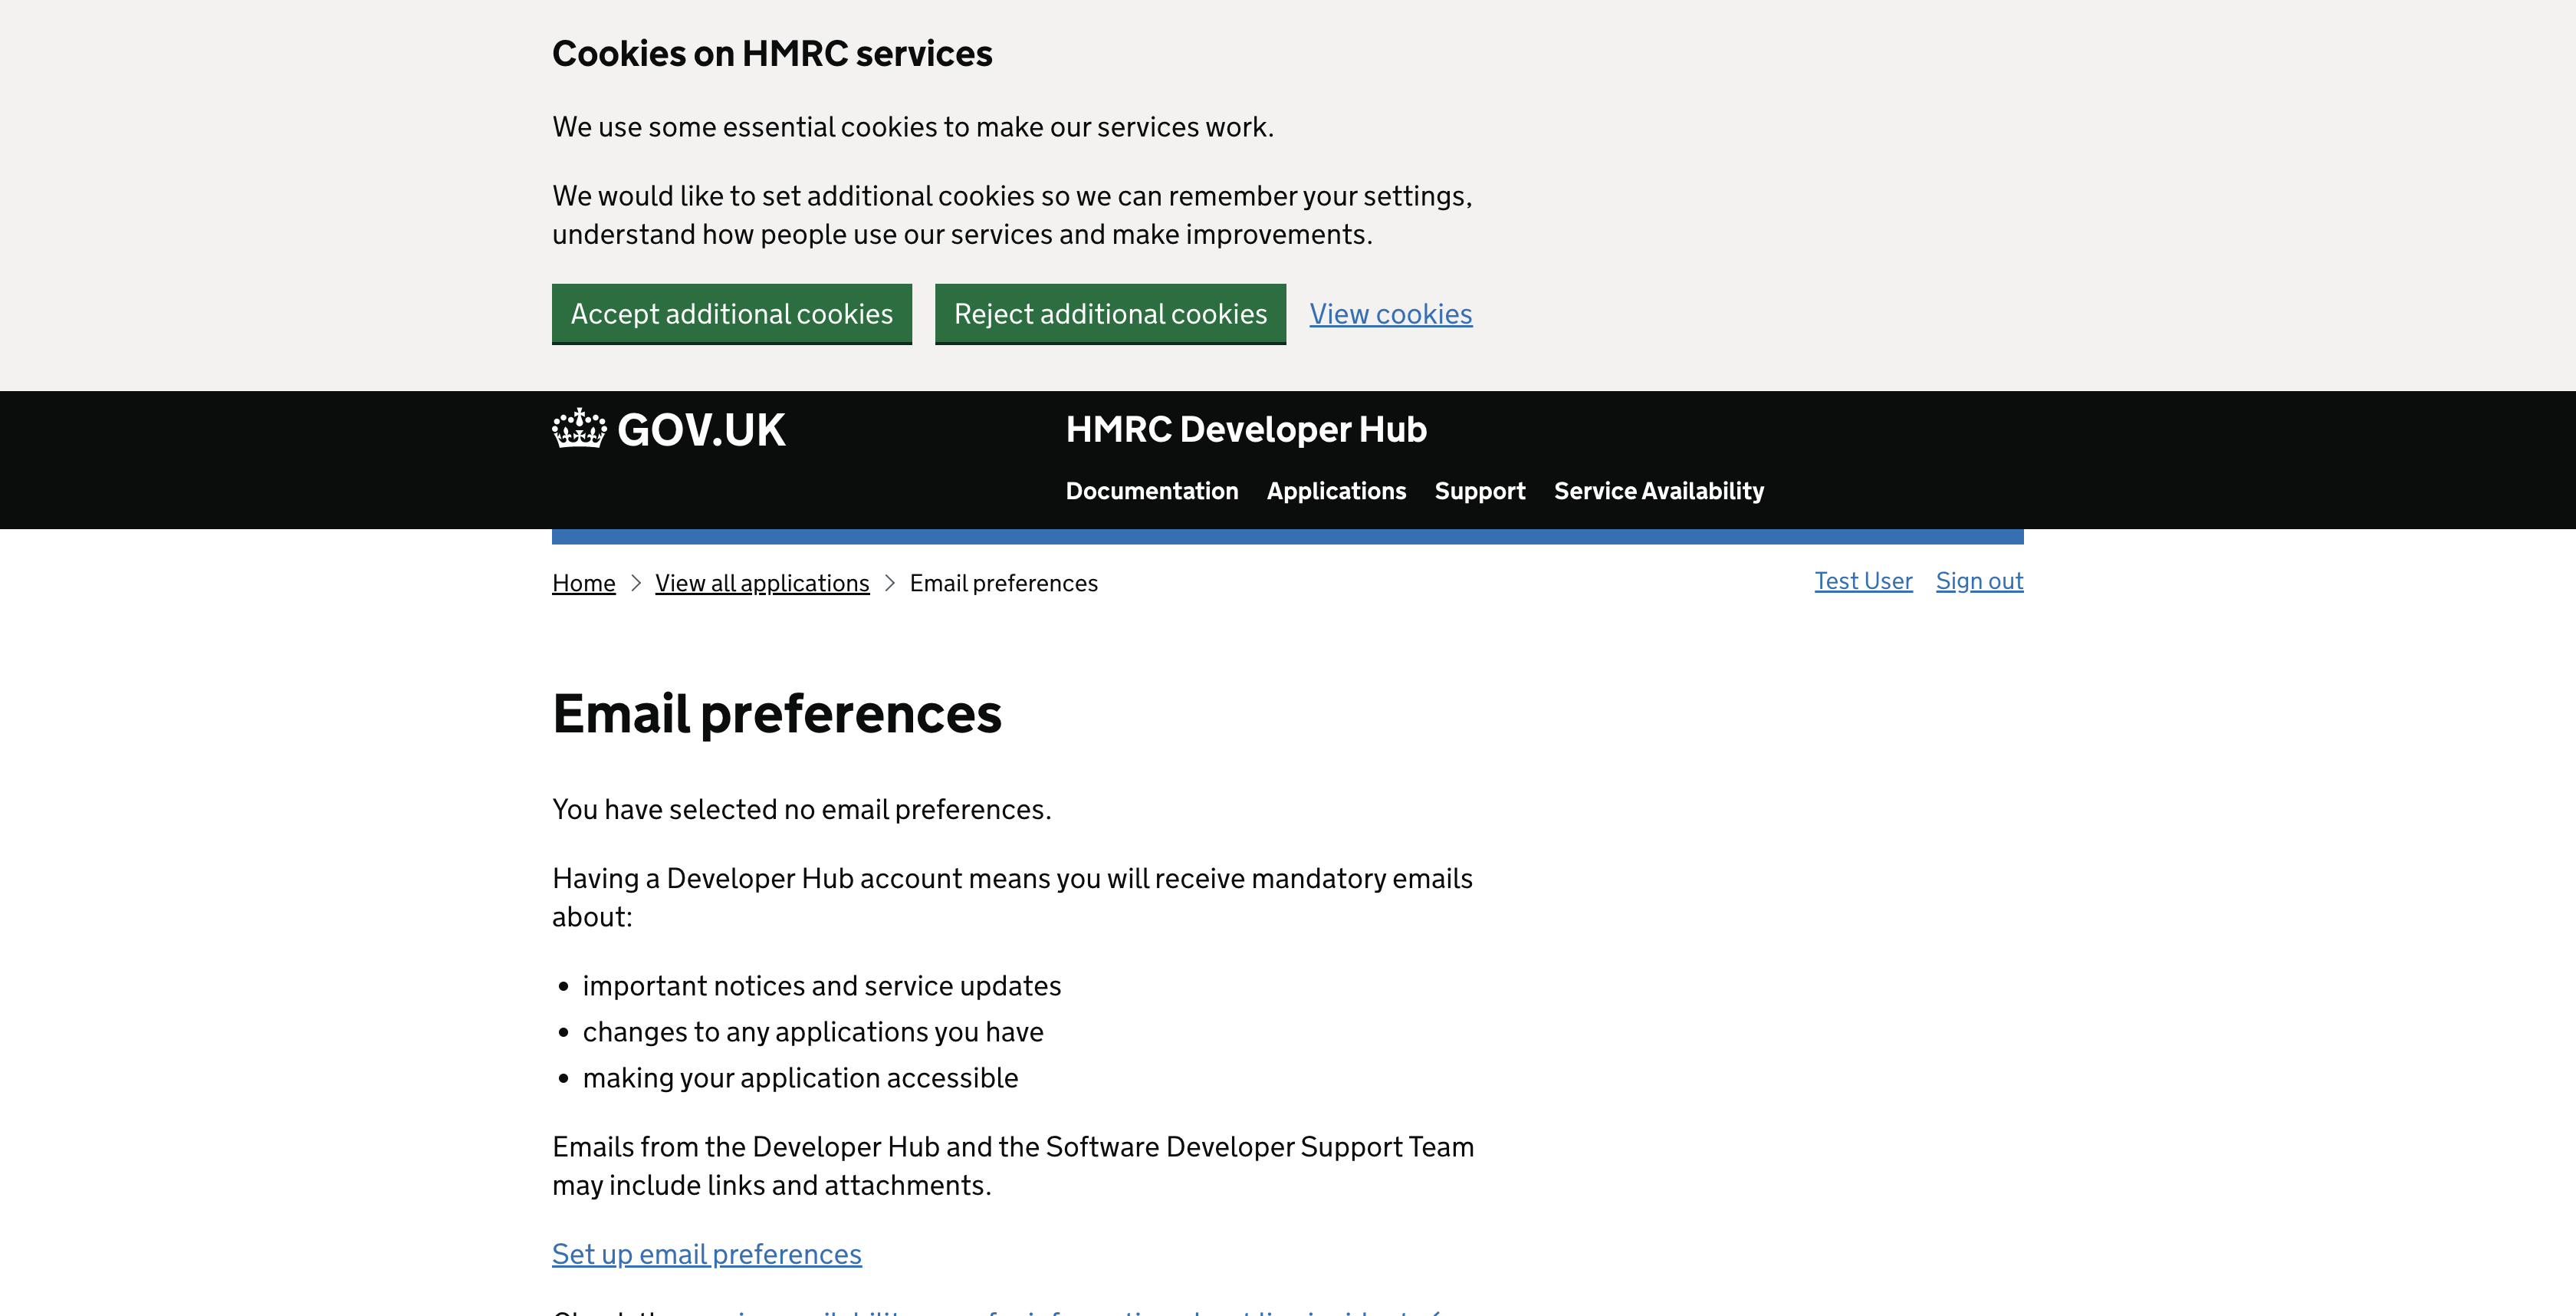 Cookies on HMRC services
We use some essential cookies to make our services work.
We would like to set additional cookies so we can remember your settings,
understand how people use our services and make improvements.
Accept additional cookies
Reject additional cookies
View cookies
GOV.UK
HMRC Developer Hub
Documentation
Applications
Support
Service Availability
Home
View all applications
Email preferences
Test User
Sign out
Email preferences
You have selected no email preferences.
Having a Developer Hub account means you will receive mandatory emails
about:
• important notices and service updates
• changes to any applications you have
• making your application accessible
Emails from the Developer Hub and the Software Developer Support Team
may include links and attachments.
Set up email preferences